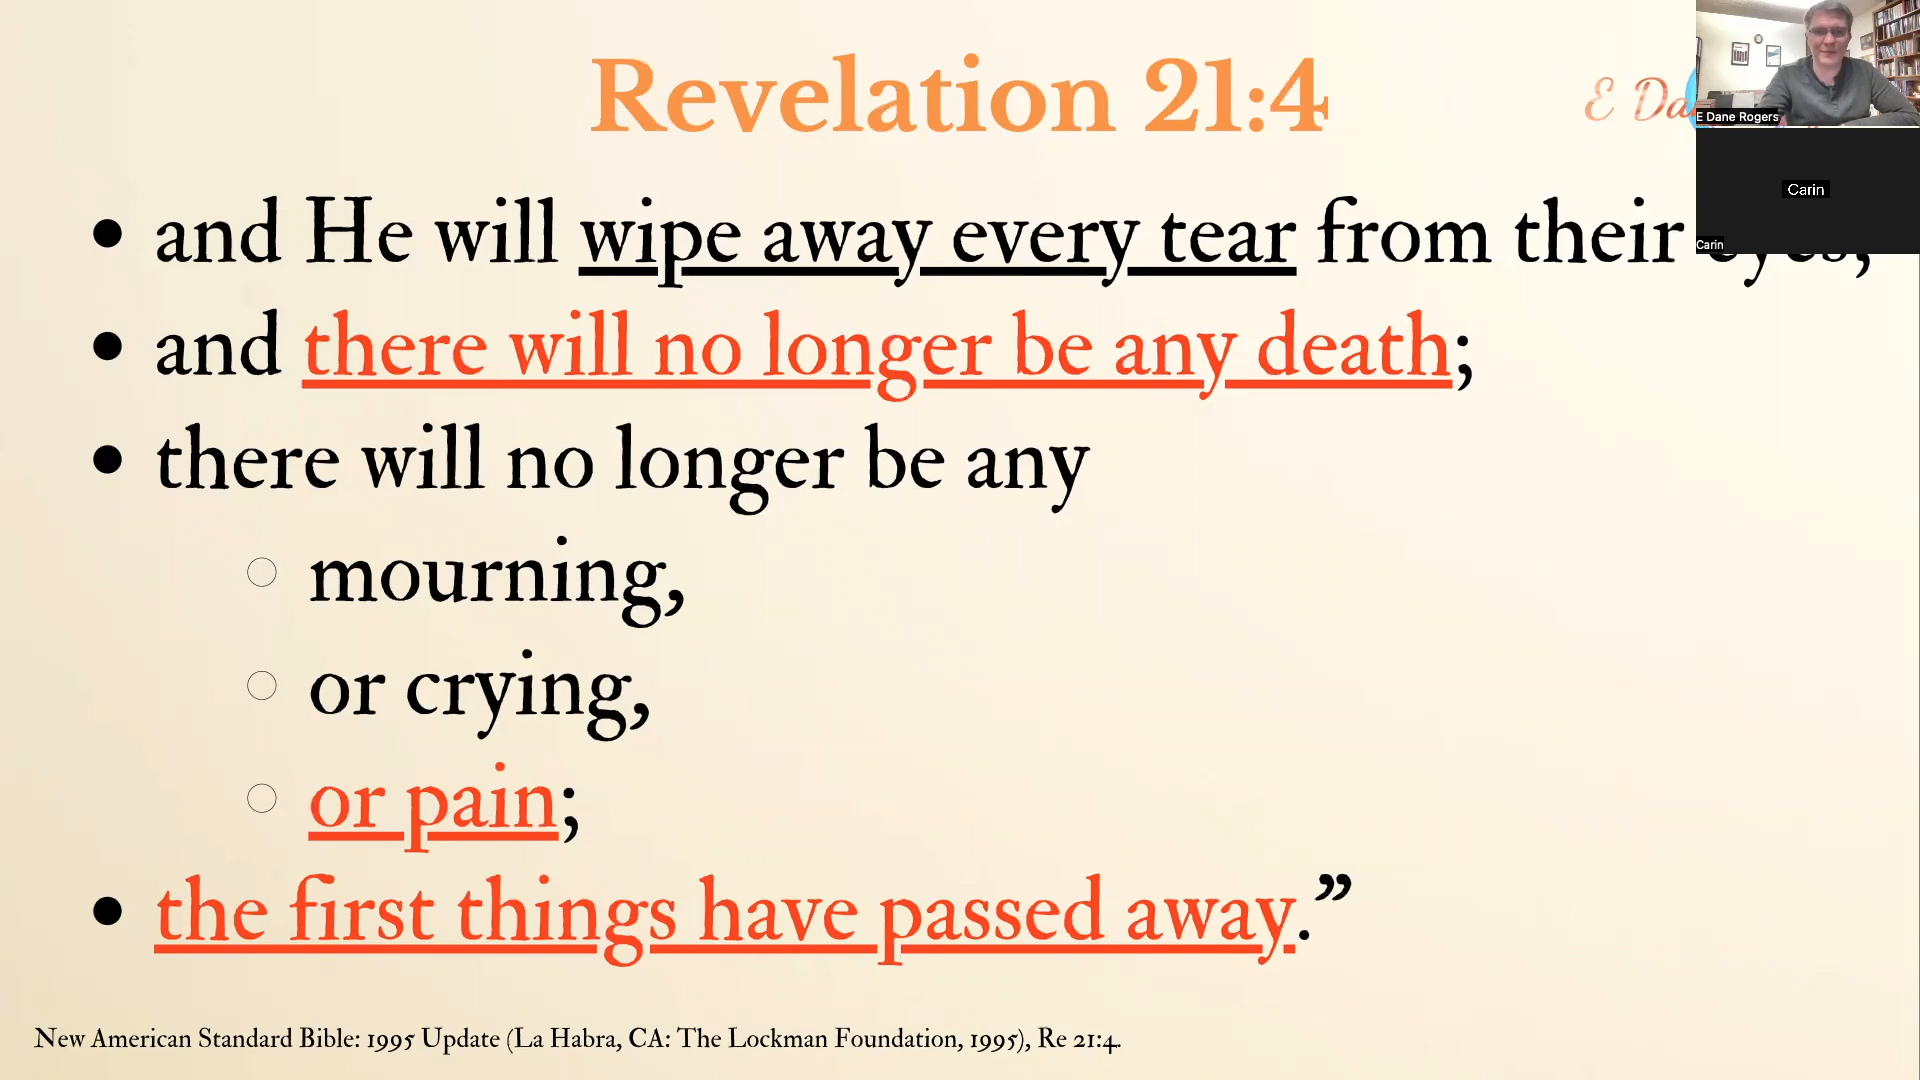 Revelation 21:4
E Da
E Dane Rogers
Carin
Carin
• and He will wipe away every tear from their eyes,
• and there will no longer be any death;
• there will no longer be any
○ mourning,
○ or crying,
○ or pain;
• the first things have passed away.”
New American Standard Bible: 1995 Update (La Habra, CA: The Lockman Foundation, 1995), Re 21:4.